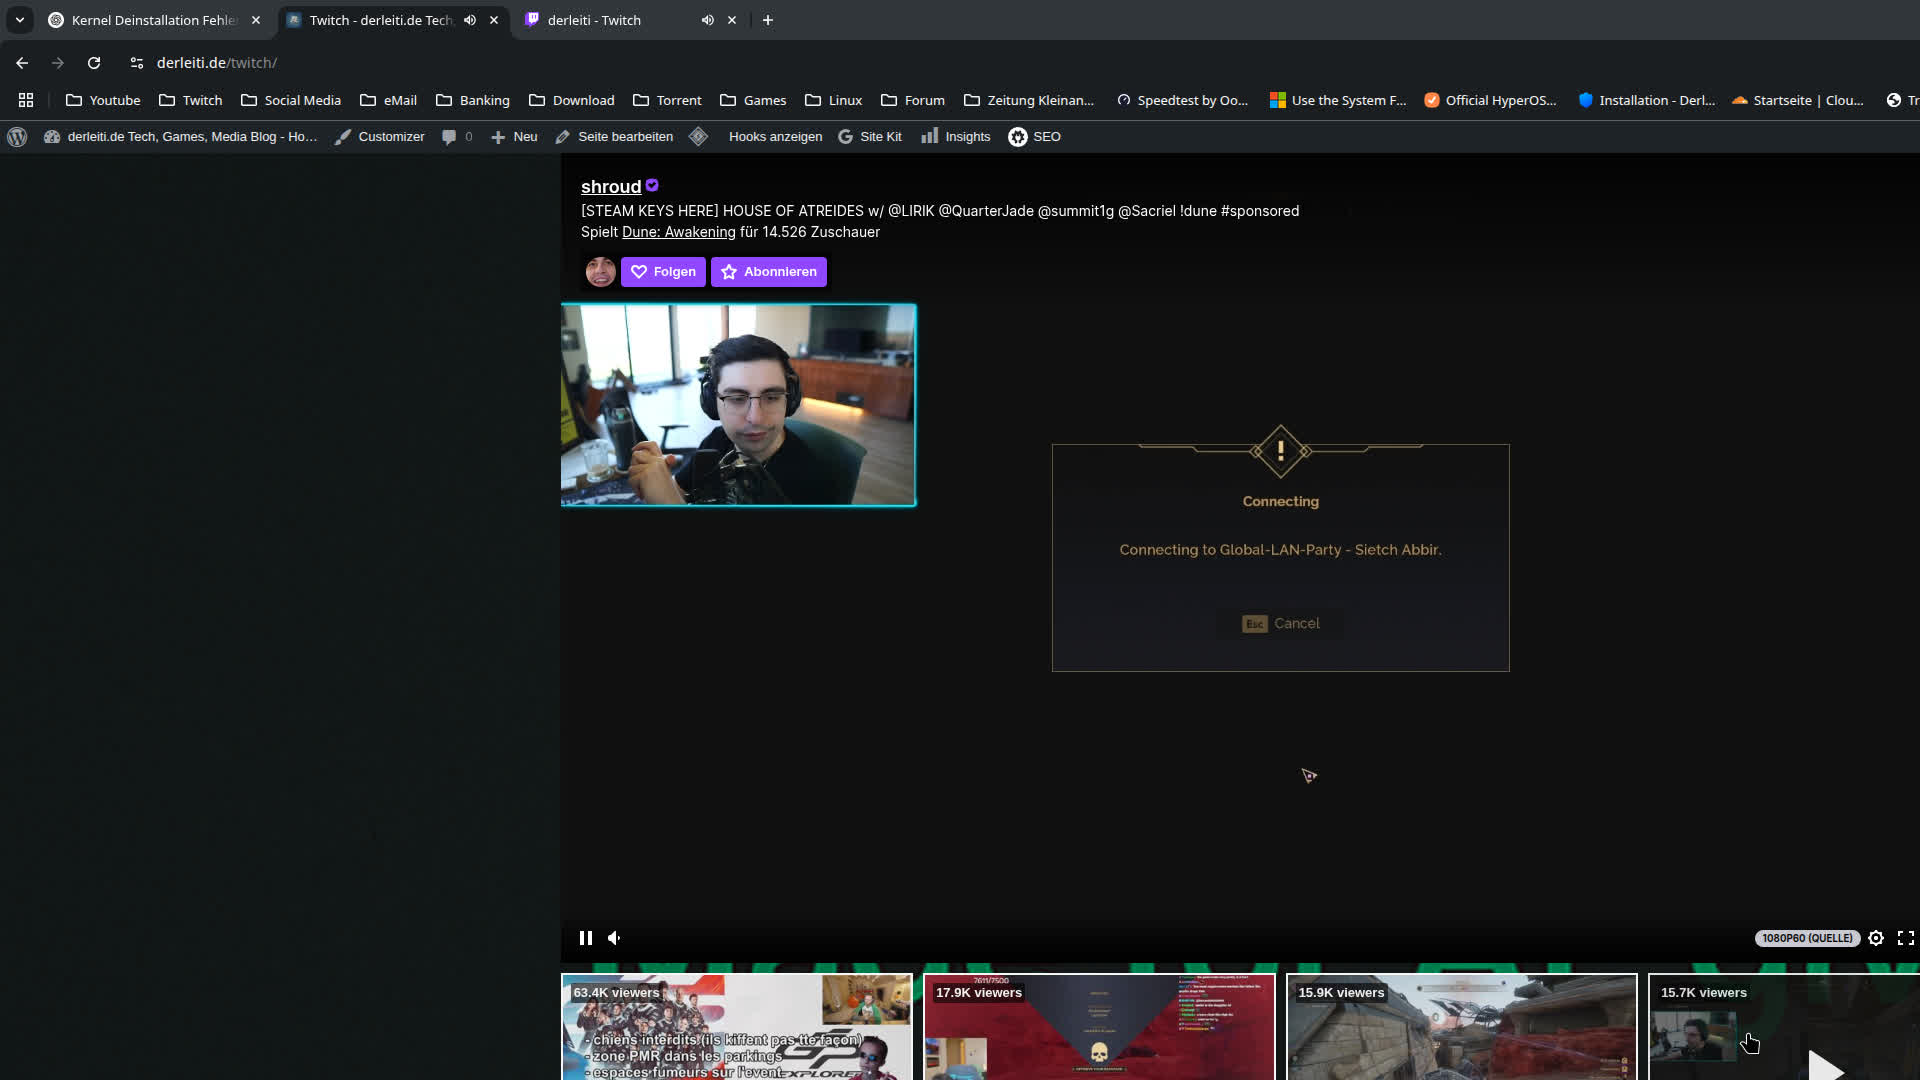 Kernel Deinstallation Fehle
Twitch - derleiti.de Tech,
derleiti - Twitch
derleiti.de/twitch/
Youtube
Twitch
Social Media
eMail
Banking
Download
Torrent
Games
Linux
Forum
Zeitung Kleinan...
Speedtest by Oo...
Use the System F...
Official HyperOS...
Installation - Derl...
Startseite | Clou...
Tr
derleiti.de Tech, Games, Media Blog - Ho...
Customizer
0
Neu
Seite bearbeiten
Hooks anzeigen
Site Kit
Insights
SEO
shroud
[STEAM KEYS HERE] HOUSE OF ATREIDES w/ @LIRIK @QuarterJade @summit1g @Sacriel !dune #sponsored
Spielt Dune: Awakening für 14.526 Zuschauer
Folgen
Abonnieren
Connecting
Connecting to Global-LAN-Party - Sietch Abbir.
Esc Cancel
1080P60 (QUELLE)
63.4K viewers
- chiens interdits (ils kiffent pas tte façon)
- zone PMR dans les parkings
- espaces fumeurs sur l'event
GP
EXPLORER
7611/7500
17.9K viewers
15.9K viewers
15.7K viewers